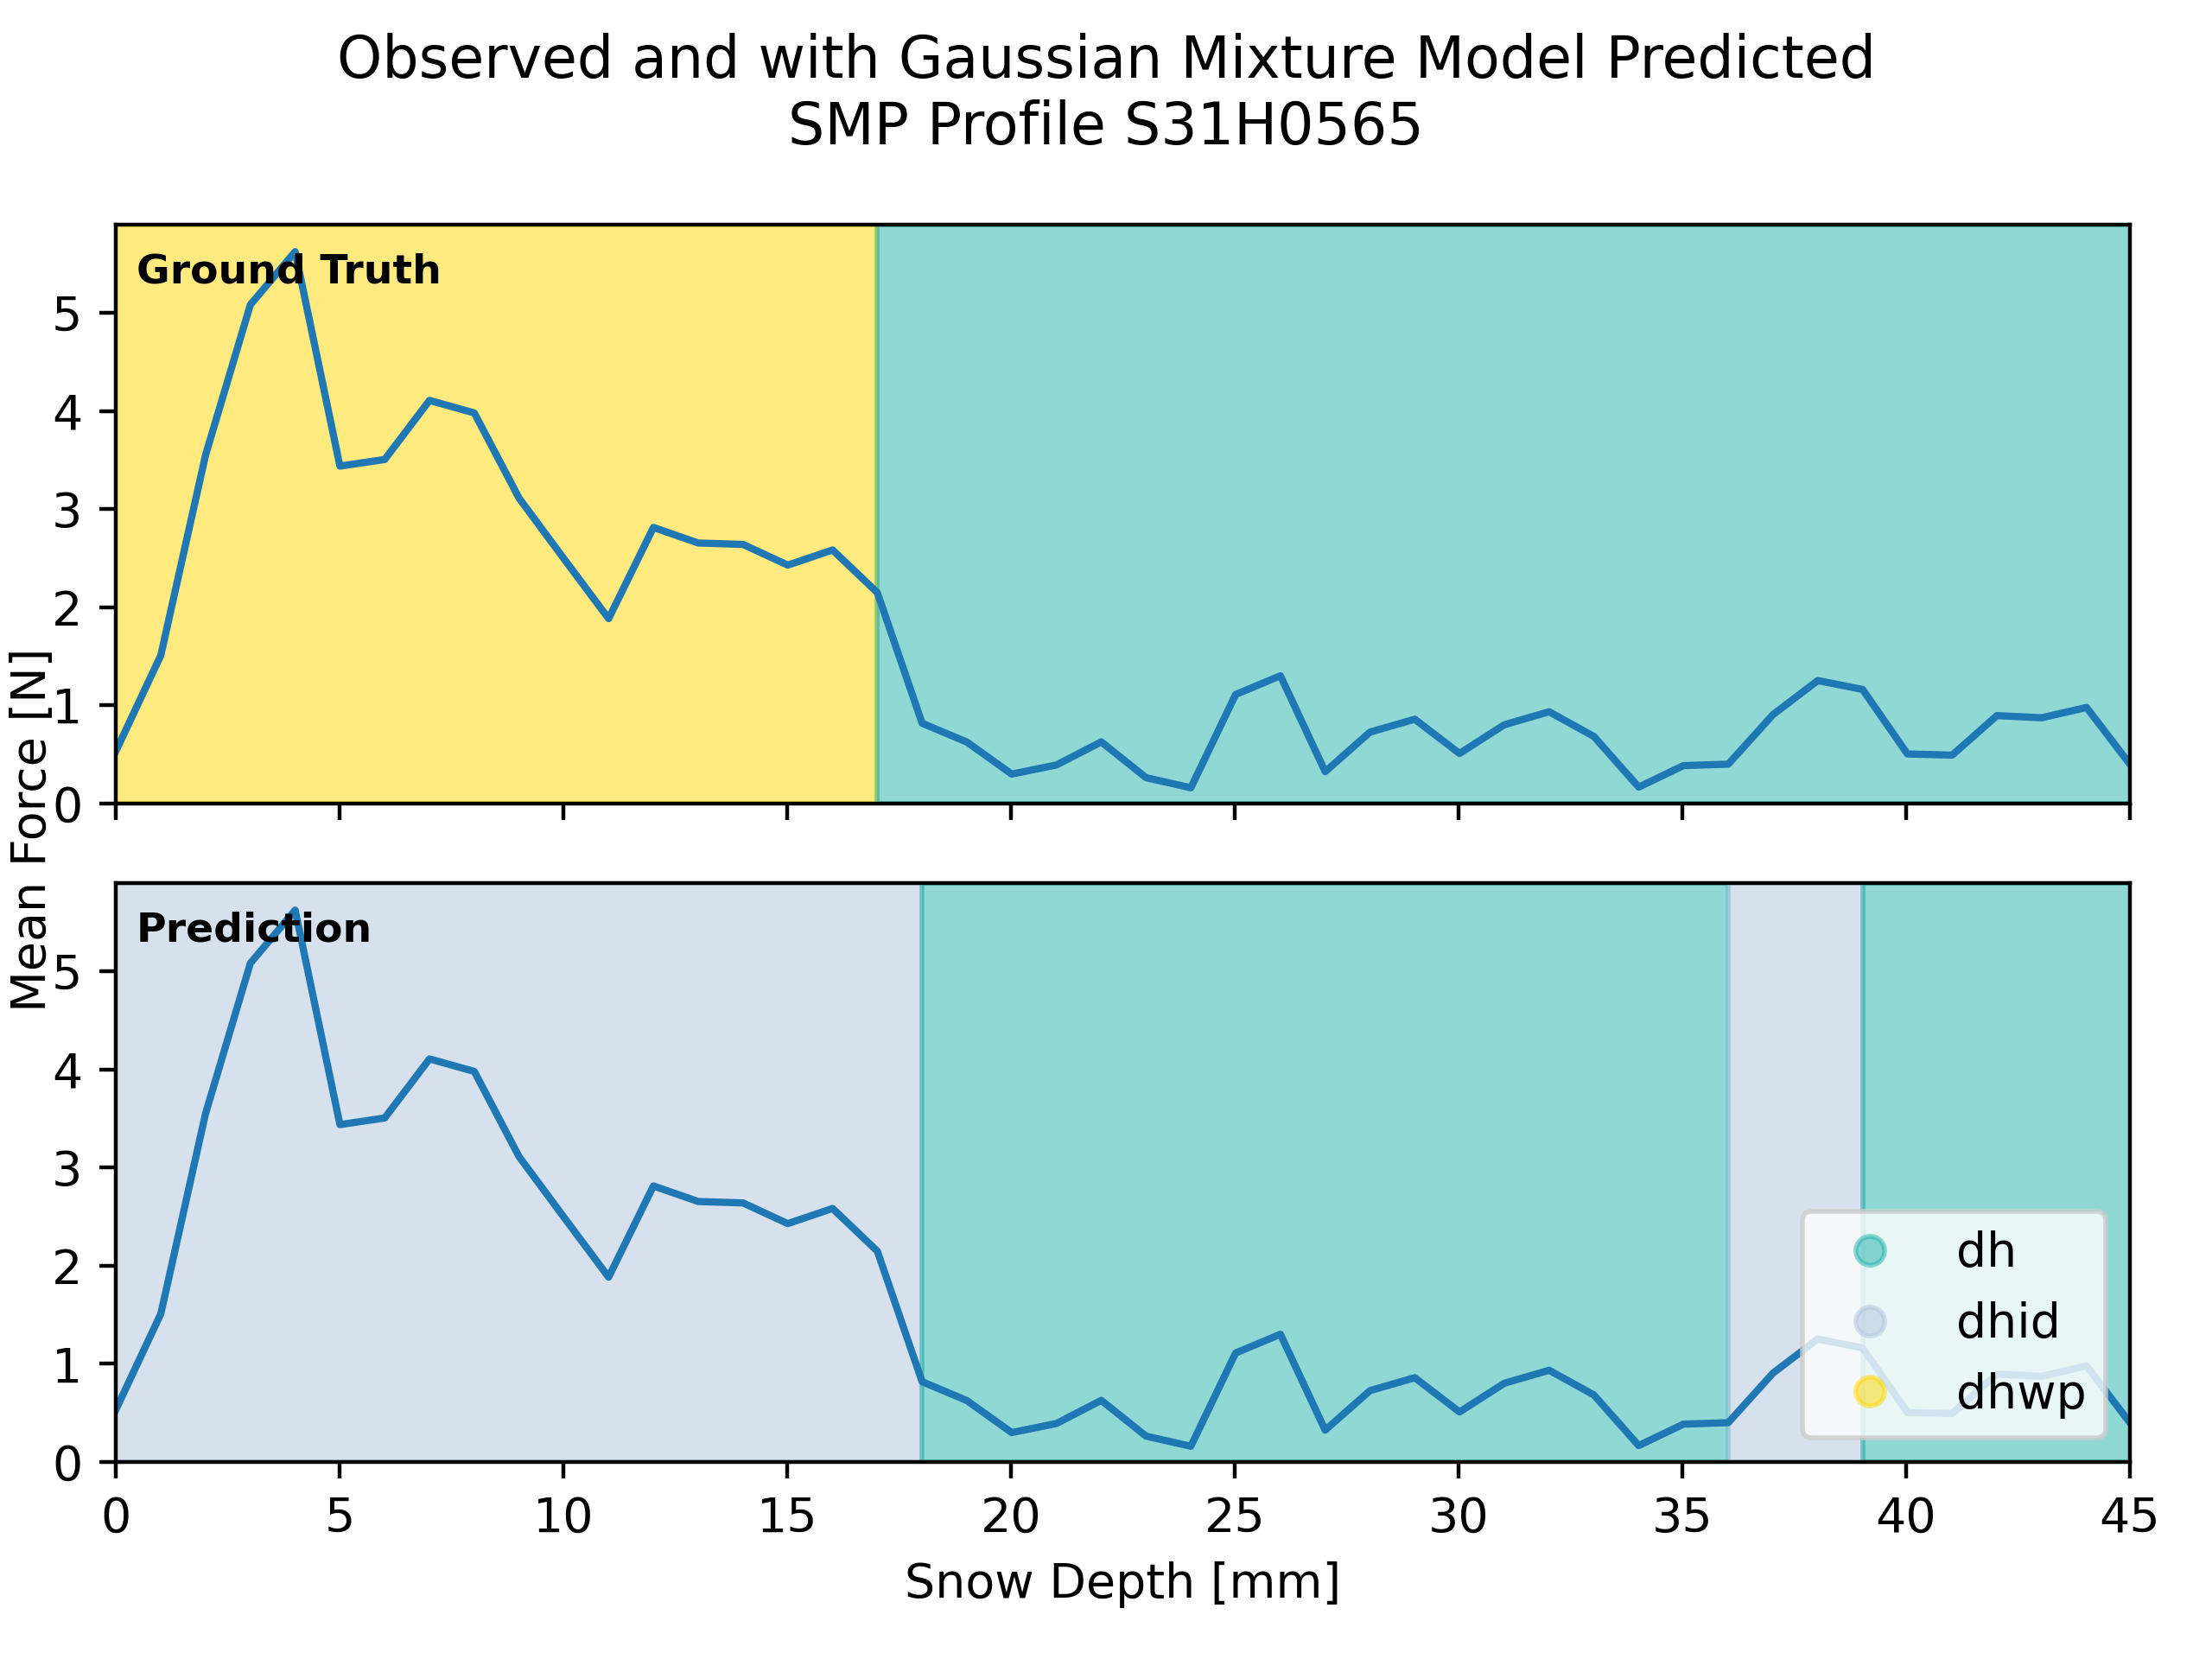 Observed and with Gaussian Mixture Model Predicted
SMP Profile S31H0565
Ground Truth
5
4
3
2
1
0
Mean Force [N]
Prediction
5
4
3
2
1
0
dh
dhid
dhwp
0 5 10 15 20 25 30 35 40 45
Snow Depth [mm]